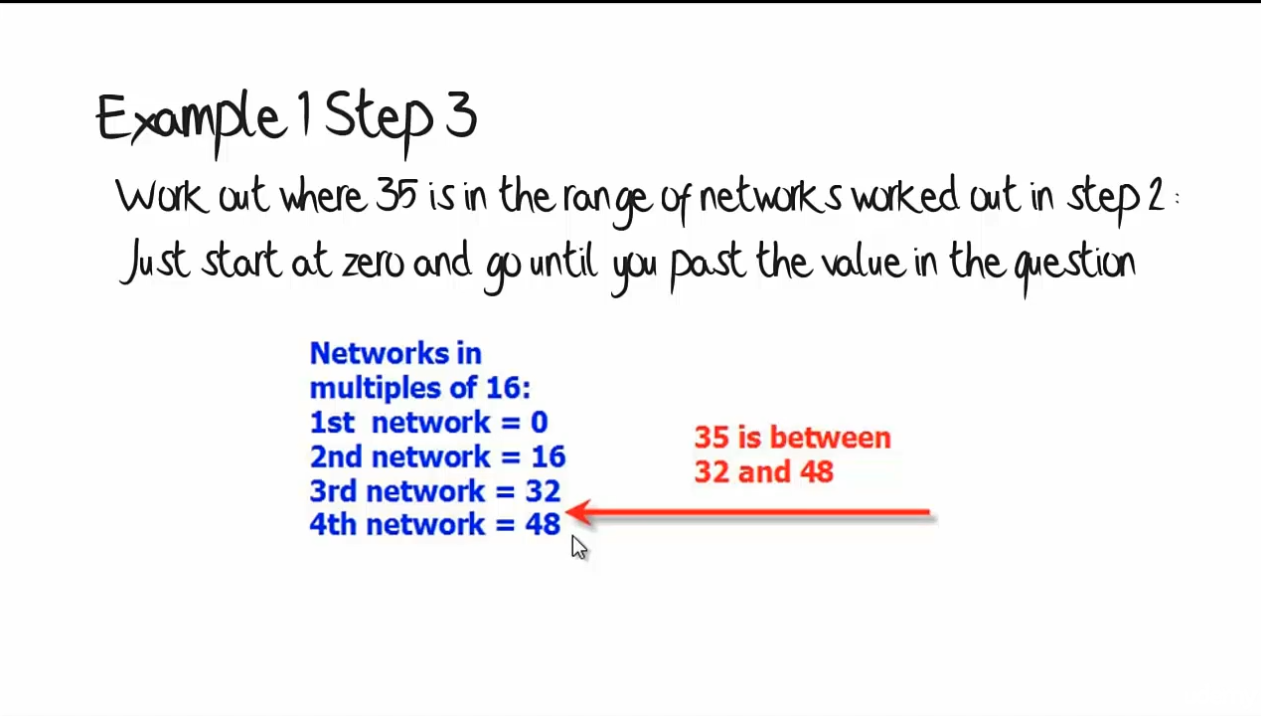 Example 1 Step 3
Work out where 35 is in the range of networks worked out in step 2:
Just start at zero and go until you past the value in the question
Networks in
multiples of 16:
1st network = 0
2nd network = 16
3rd network = 32
4th network = 48
35 is between
32 and 48